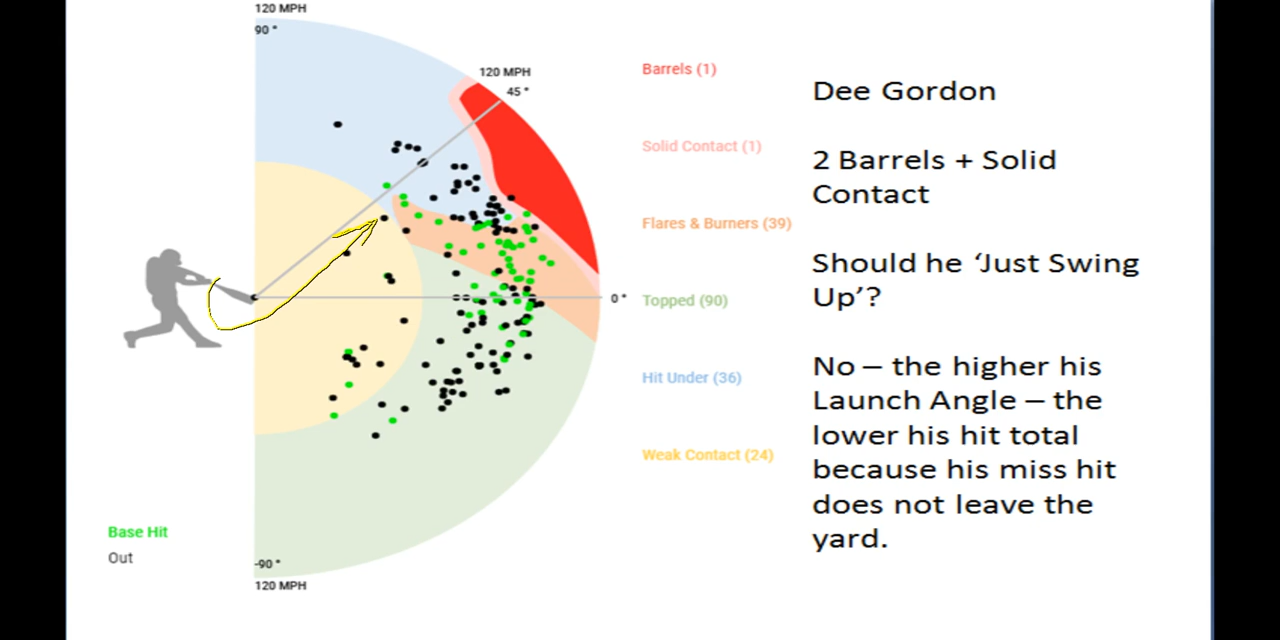 120 MPH
90 °
120 MPH
45 °
0 °
-90 °
120 MPH
Base Hit
Out
Barrels (1)
Solid Contact (1)
Flares & Burners (39)
Topped (90)
Hit Under (36)
Weak Contact (24)
Dee Gordon
2 Barrels + Solid
Contact
Should he ‘Just Swing
Up’?
No – the higher his
Launch Angle – the
lower his hit total
because his miss hit
does not leave the
yard.